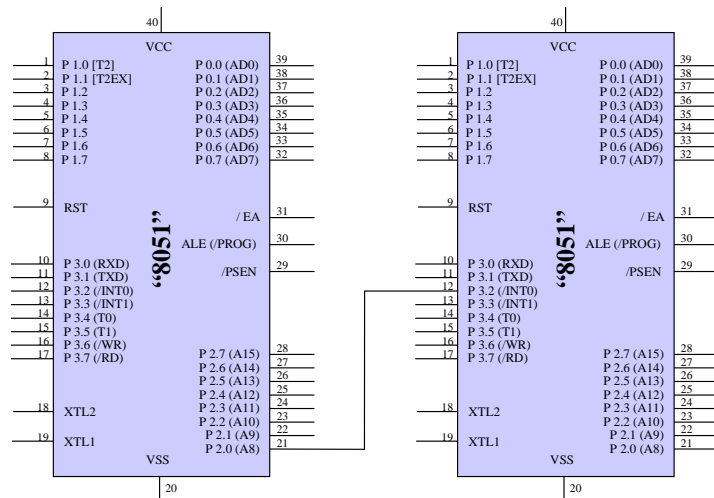 40
VCC
1 P 1.0 [T2] P 0.0 (AD0) 39
2 P 1.1 [T2EX] P 0.1 (AD1) 38
3 P 1.2 P 0.2 (AD2) 37
4 P 1.3 P 0.3 (AD3) 36
5 P 1.4 P 0.4 (AD4) 35
6 P 1.5 P 0.5 (AD5) 34
7 P 1.6 P 0.6 (AD6) 33
8 P 1.7 P 0.7 (AD7) 32
9 RST
/ EA 31
ALE (/PROG) 30
/PSEN 29
“8051”
10 P 3.0 (RXD)
11 P 3.1 (TXD)
12 P 3.2 (/INT0)
13 P 3.3 (/INT1)
14 P 3.4 (T0)
15 P 3.5 (T1)
16 P 3.6 (/WR)
17 P 3.7 (/RD)
P 2.7 (A15) 28
P 2.6 (A14) 27
P 2.5 (A13) 26
P 2.4 (A12) 25
P 2.3 (A11) 24
P 2.2 (A10) 23
P 2.1 (A9) 22
P 2.0 (A8) 21
18 XTL2
19 XTL1
VSS
20
40
VCC
1 P 1.0 [T2] P 0.0 (AD0) 39
2 P 1.1 [T2EX] P 0.1 (AD1) 38
3 P 1.2 P 0.2 (AD2) 37
4 P 1.3 P 0.3 (AD3) 36
5 P 1.4 P 0.4 (AD4) 35
6 P 1.5 P 0.5 (AD5) 34
7 P 1.6 P 0.6 (AD6) 33
8 P 1.7 P 0.7 (AD7) 32
9 RST
/ EA 31
ALE (/PROG) 30
/PSEN 29
“8051”
10 P 3.0 (RXD)
11 P 3.1 (TXD)
12 P 3.2 (/INT0)
13 P 3.3 (/INT1)
14 P 3.4 (T0)
15 P 3.5 (T1)
16 P 3.6 (/WR)
17 P 3.7 (/RD)
P 2.7 (A15) 28
P 2.6 (A14) 27
P 2.5 (A13) 26
P 2.4 (A12) 25
P 2.3 (A11) 24
P 2.2 (A10) 23
P 2.1 (A9) 22
P 2.0 (A8) 21
18 XTL2
19 XTL1
VSS
20